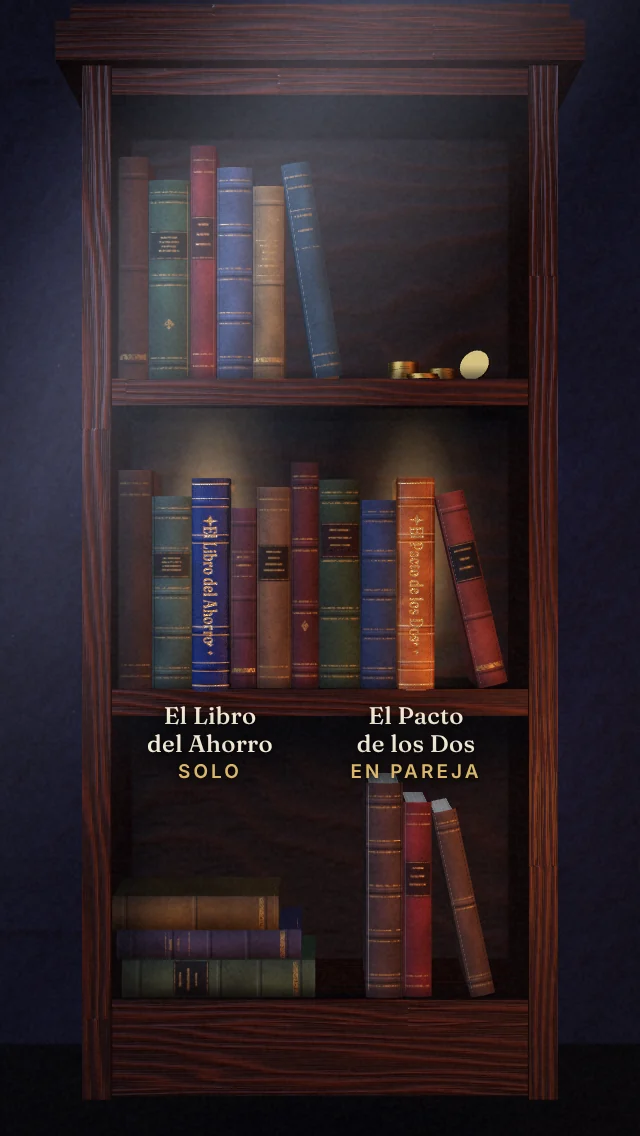 El Libro del Ahorro
El Pacto de los Dos
El Libro
del Ahorro
SOLO
El Pacto
de los Dos
EN PAREJA